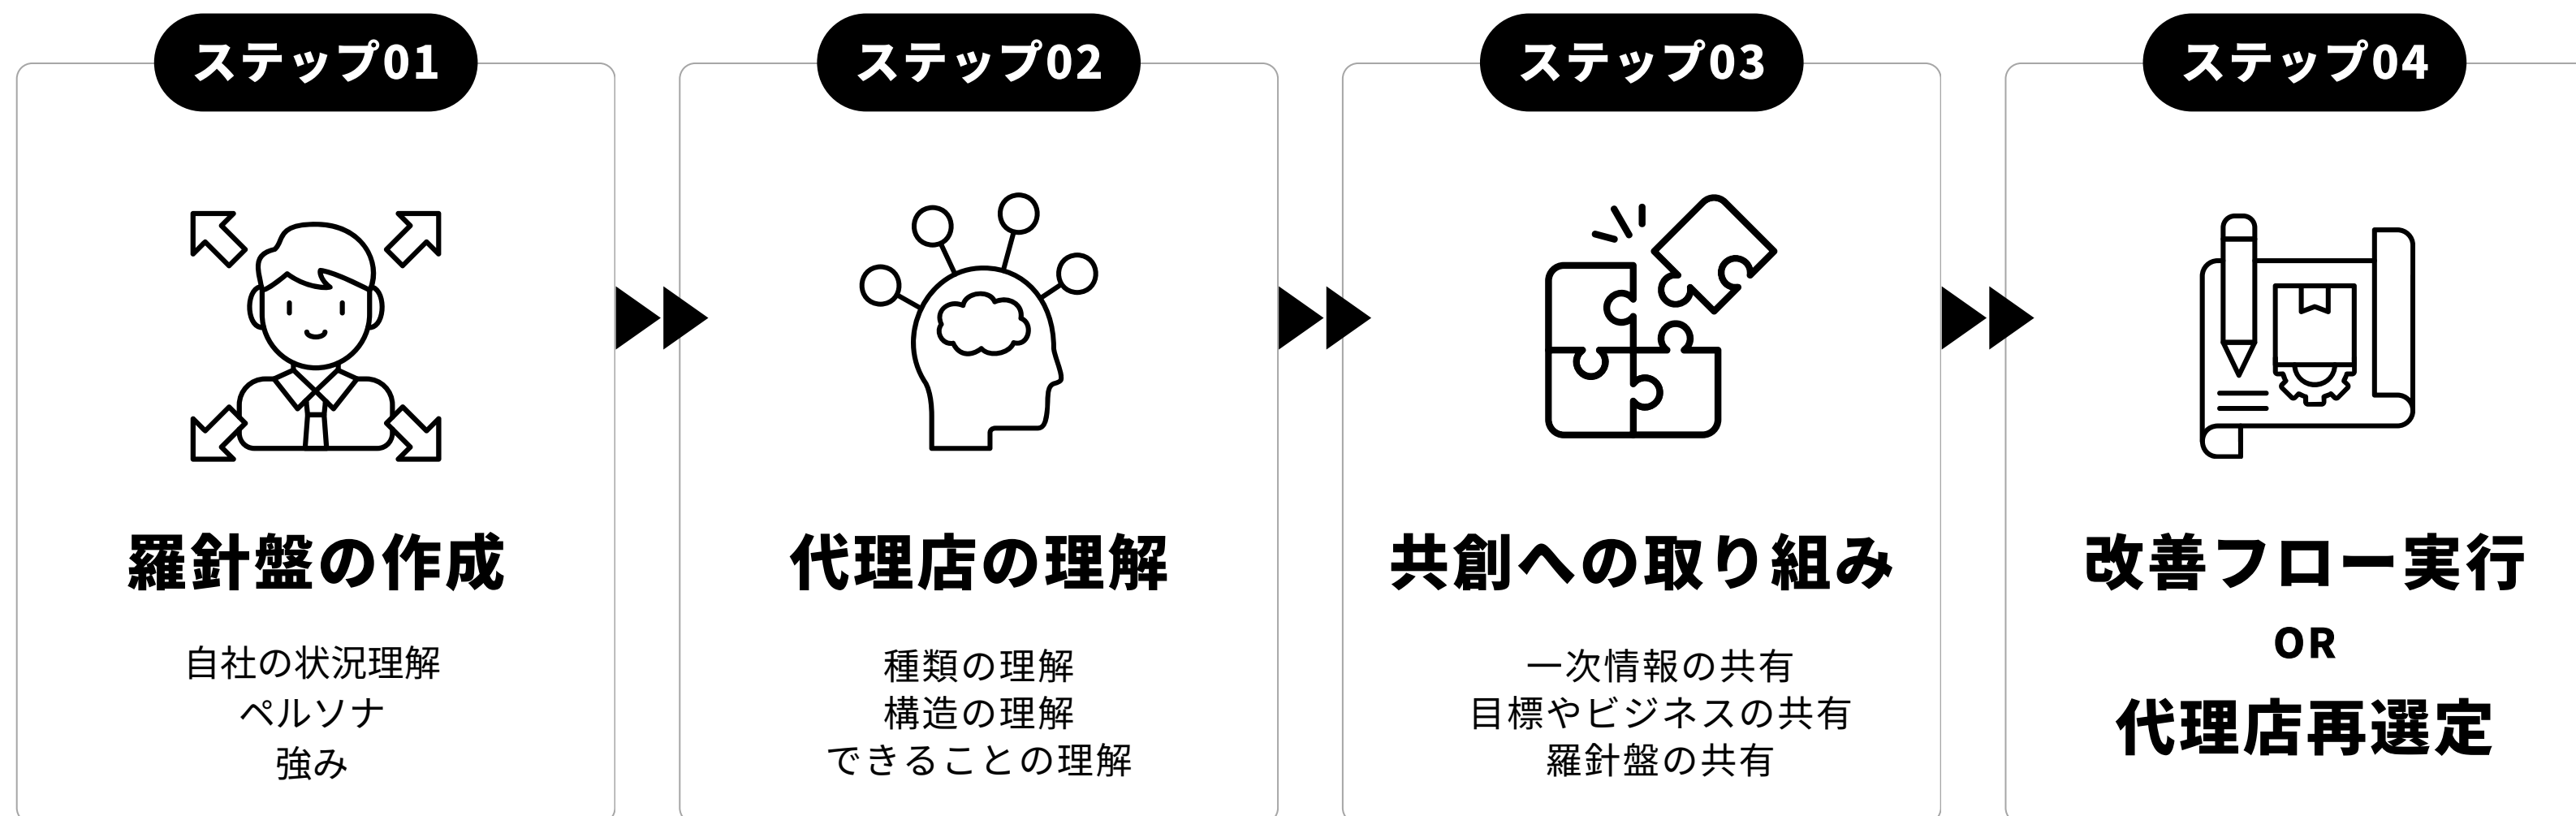 ステップ01
羅針盤の作成
自社の状況理解
ペルソナ
強み
ステップ02
代理店の理解
種類の理解
構造の理解
できることの理解
ステップ03
共創への取り組み
一次情報の共有
目標やビジネスの共有
羅針盤の共有
ステップ04
改善フロー実行
OR
代理店再選定